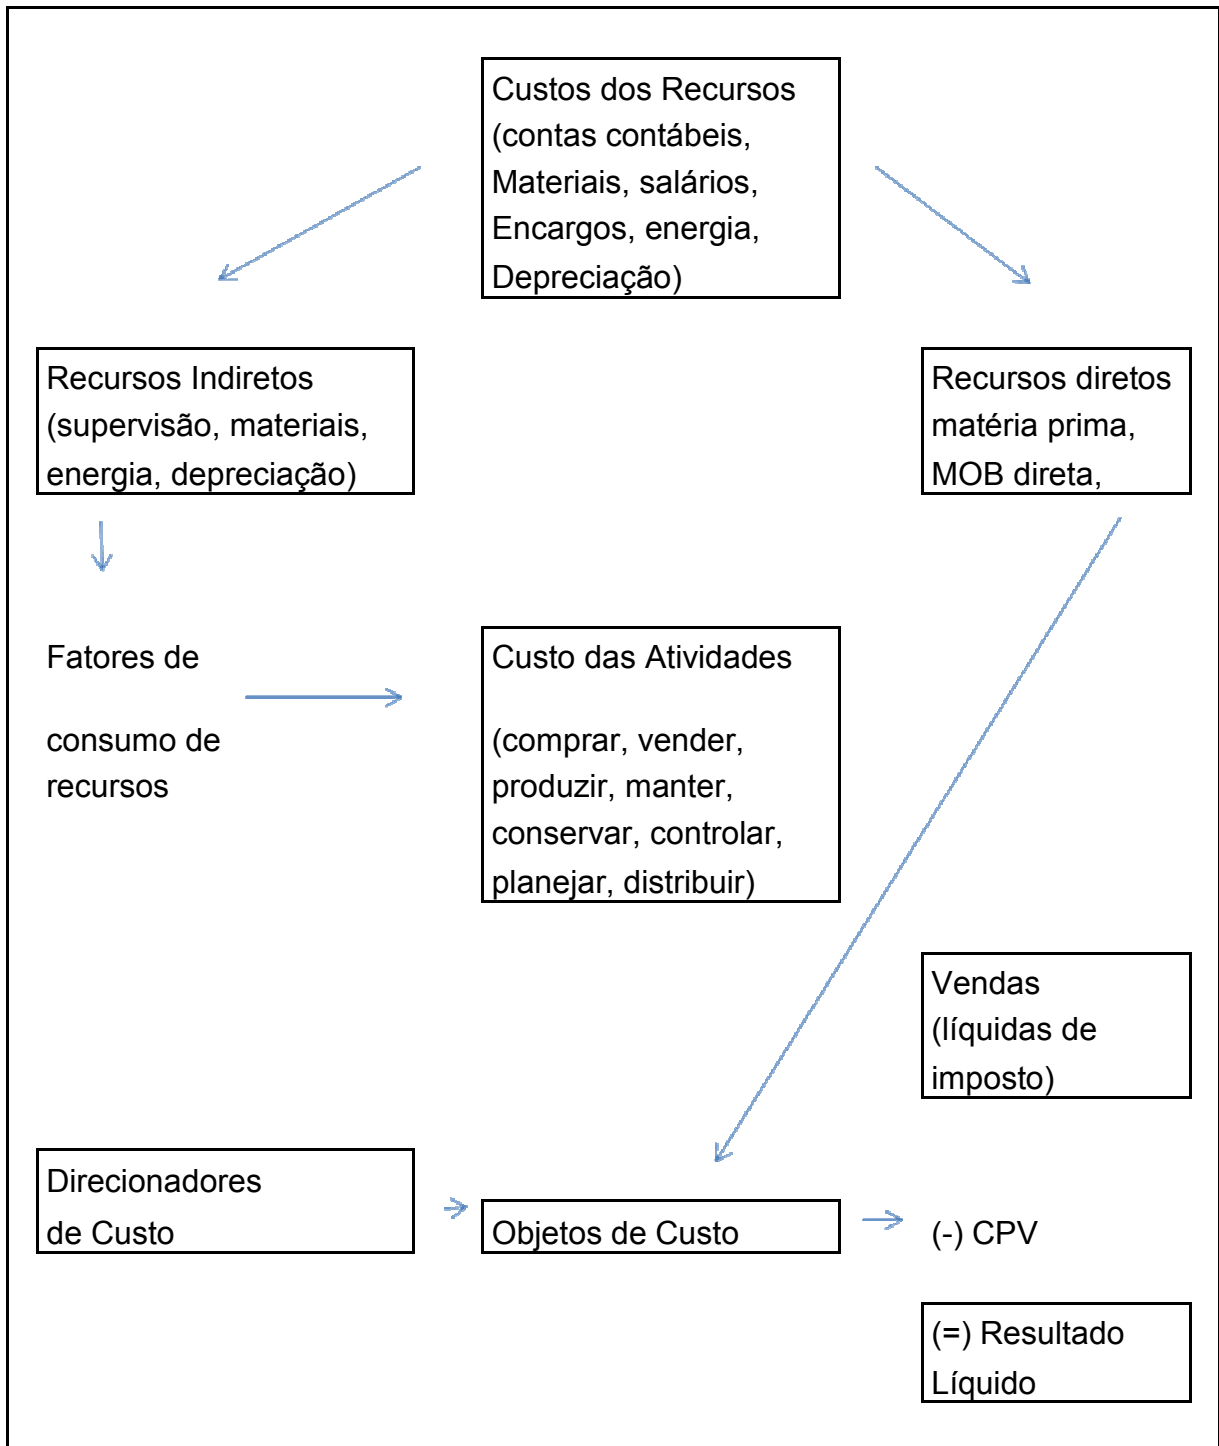 Custos dos Recursos
(contas contábeis,
Materiais, salários,
Encargos, energia,
Depreciação)
Recursos Indiretos
(supervisão, materiais,
energia, depreciação)
Recursos diretos
matéria prima,
MOB direta,
Fatores de
consumo de
recursos
Custo das Atividades
(comprar, vender,
produzir, manter,
conservar, controlar,
planejar, distribuir)
Vendas
(líquidas de
imposto)
Direcionadores
de Custo
Objetos de Custo
(-) CPV
(=) Resultado
Líquido